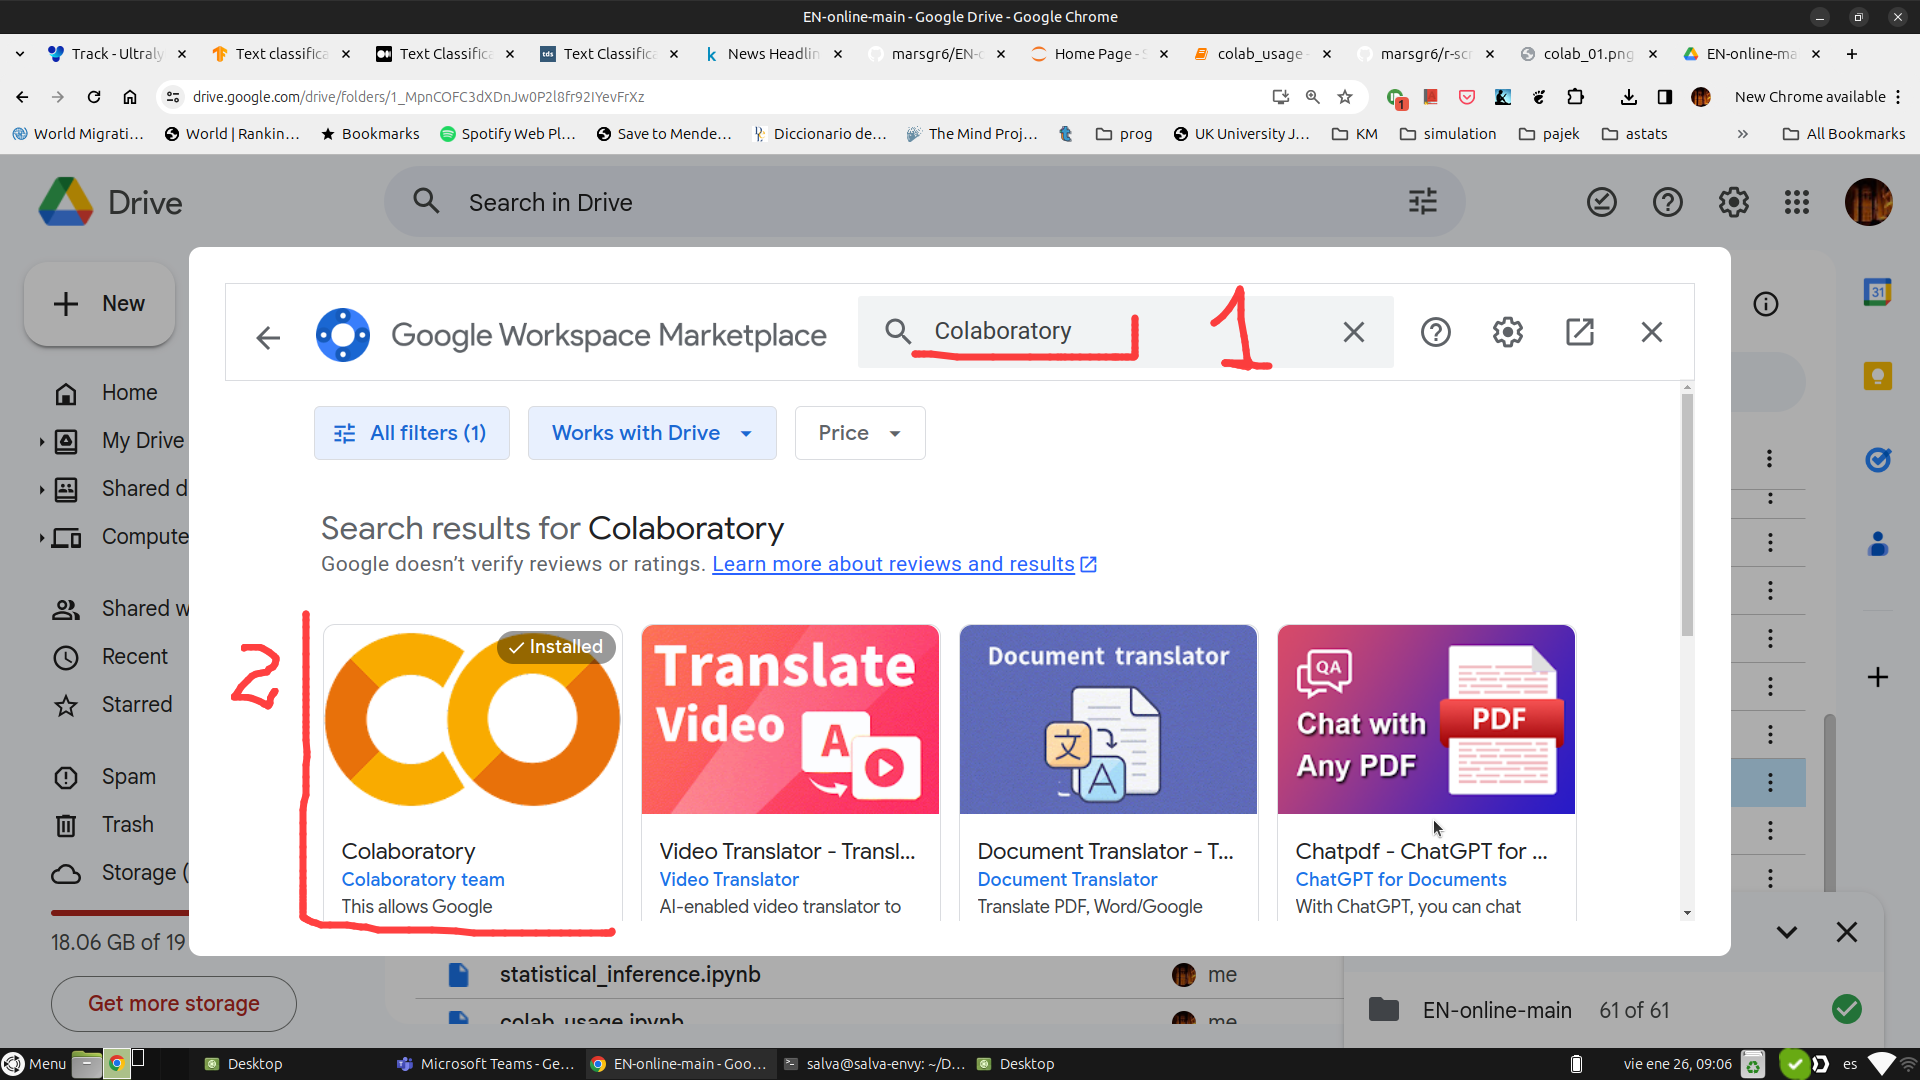 EN-online-main - Google Drive - Google Chrome
Track - Ultraly
Text classifica
Text Classifica
Text Classifica
News Headlin
marsgr6/EN-o
Home Page - S
colab_usage -
marsgr6/r-scr
colab_01.png
EN-online-ma
drive.google.com/drive/folders/1_MpnCOFC3dXDnJw0P2l8fr92IYevFrXz
1
New Chrome available
World Migrati...
World | Rankin...
Bookmarks
Spotify Web Pl...
Save to Mende...
Diccionario de...
The Mind Proj...
prog
UK University J...
KM
simulation
pajek
astats
All Bookmarks
Drive
Search in Drive
New
Google Workspace Marketplace
Colaboratory
1
31
Home
My Drive
Shared d
Compute
Shared w
Recent
Starred
Spam
Trash
Storage (
18.06 GB of 19
Get more storage
All filters (1)
Works with Drive
Price
Search results for Colaboratory
Google doesn't verify reviews or ratings. Learn more about reviews and results
2
Installed
Colaboratory
Colaboratory team
This allows Google
Translate
Video
A
Video Translator - Transl...
Video Translator
AI-enabled video translator to
Document translator
文
A
Document Translator - T...
Document Translator
Translate PDF, Word/Google
QA
Chat with
Any PDF
PDF
Chatpdf - ChatGPT for ...
ChatGPT for Documents
With ChatGPT, you can chat
statistical_inference.ipynb
me
colab_usage.ipynb
me
EN-online-main
61 of 61
Menu
Desktop
Microsoft Teams - Ge...
EN-online-main - Goo...
salva@salva-envy: ~/D...
Desktop
vie ene 26, 09:06
es